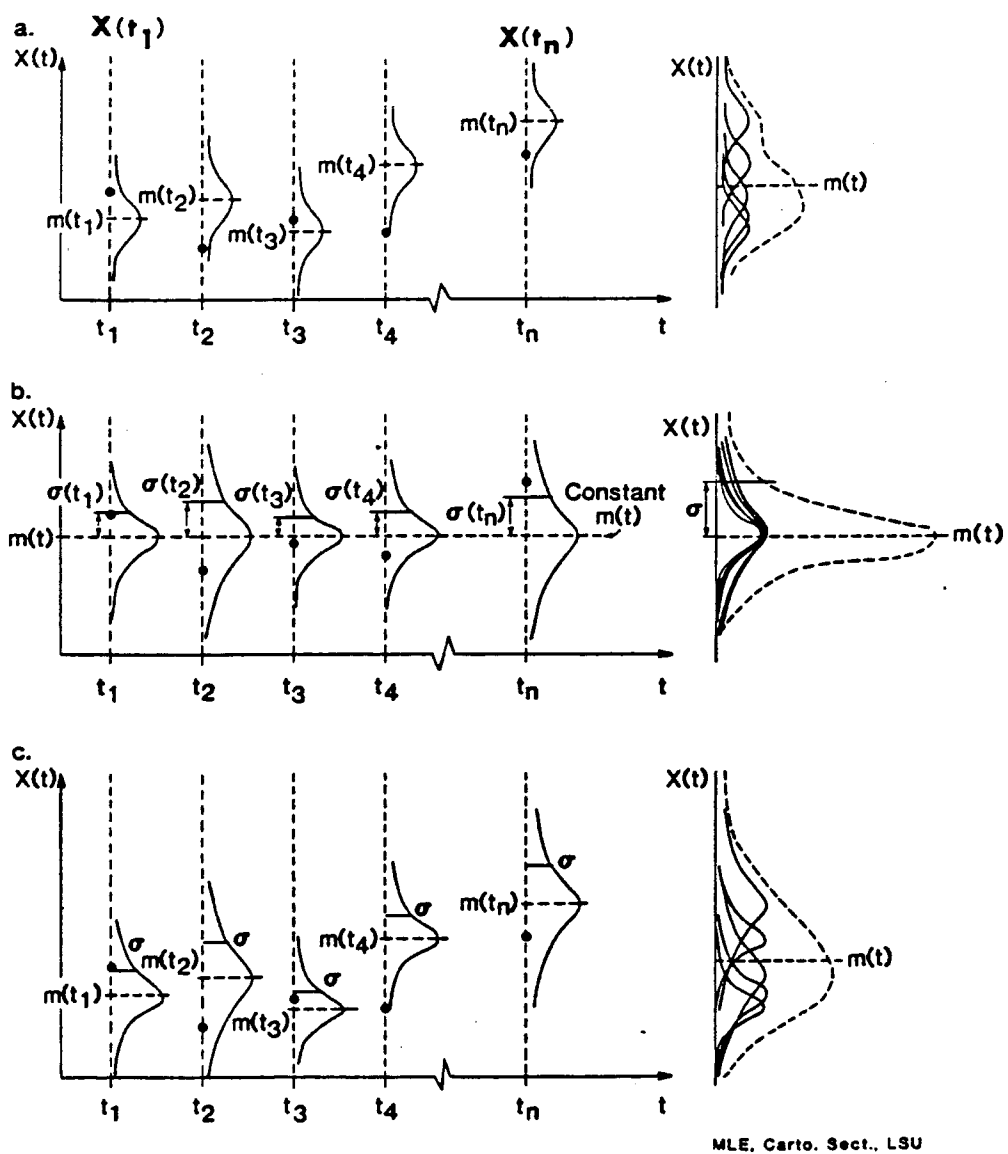 a.
X(t₁) X(tₙ)
X(t) X(t)
m(tₙ)
m(t₄)
m(t₂) m(t)
m(t₁) m(t₃)
t₁ t₂ t₃ t₄ tₙ t
b.
X(t) X(t)
σ(t₁) σ(t₂) σ(t₃) σ(t₄) σ(tₙ) Constant σ
m(t) m(t) m(t)
t₁ t₂ t₃ t₄ tₙ t
c.
X(t) X(t)
σ
m(tₙ)
σ
σ σ m(t₄)
m(t₂) m(t)
m(t₁) σ
m(t₃)
t₁ t₂ t₃ t₄ tₙ t
MLE, Carto. Sect., LSU